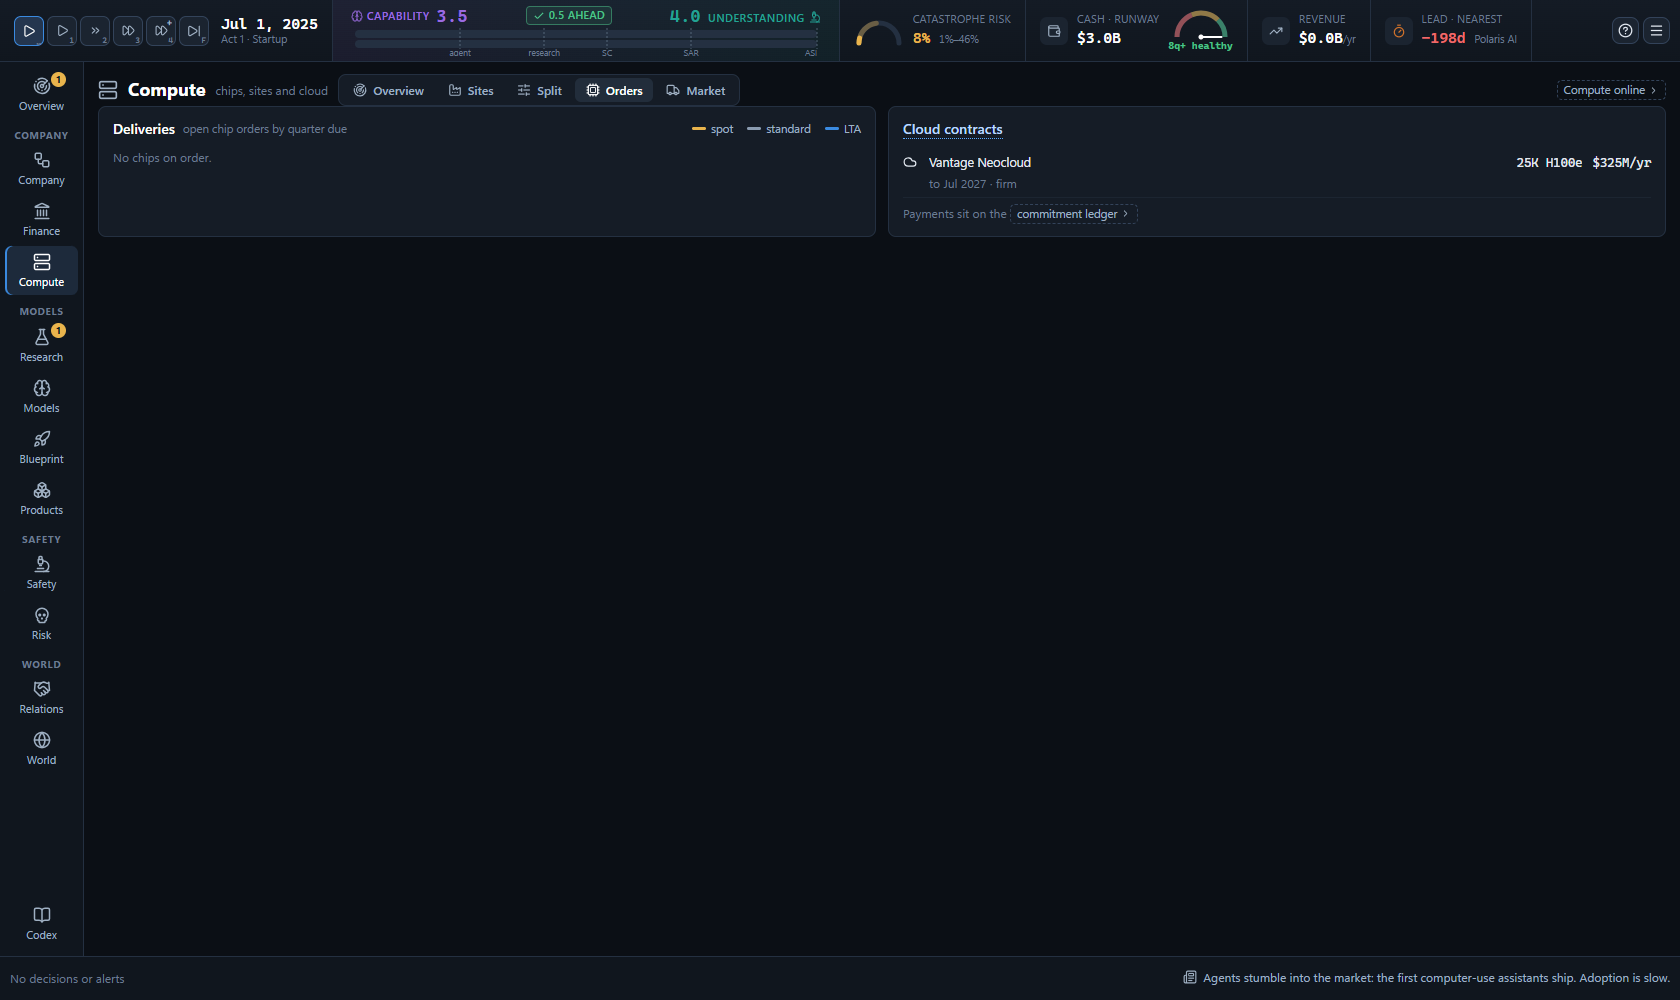 1
2
3
4
F
Jul 1, 2025
Act 1 · Startup
CAPABILITY 3.5
0.5 AHEAD
4.0 UNDERSTANDING
agent
research
SC
SAR
ASI
CATASTROPHE RISK
8% 1%–46%
CASH · RUNWAY
$3.0B
8q+ healthy
REVENUE
$0.0B/yr
LEAD · NEAREST
−198d Polaris AI
1
Overview
COMPANY
Company
Finance
Compute
MODELS
1
Research
Models
Blueprint
Products
SAFETY
Safety
Risk
WORLD
Relations
World
Codex
Compute chips, sites and cloud
Overview
Sites
Split
Orders
Market
Compute online
Deliveries open chip orders by quarter due
spot
standard
LTA
No chips on order.
Cloud contracts
Vantage Neocloud
25K H100e $325M/yr
to Jul 2027 · firm
Payments sit on the commitment ledger
No decisions or alerts
Agents stumble into the market: the first computer-use assistants ship. Adoption is slow.